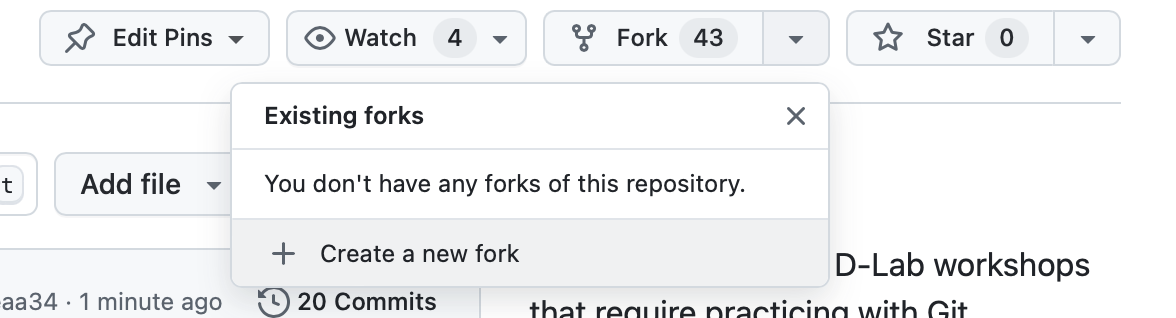 Edit Pins Watch 4 Fork 43 Star 0
Existing forks
You don't have any forks of this repository.
t Add file
Create a new fork
D-Lab workshops
eaa34 · 1 minute ago 20 Commits
that require practicing with Git